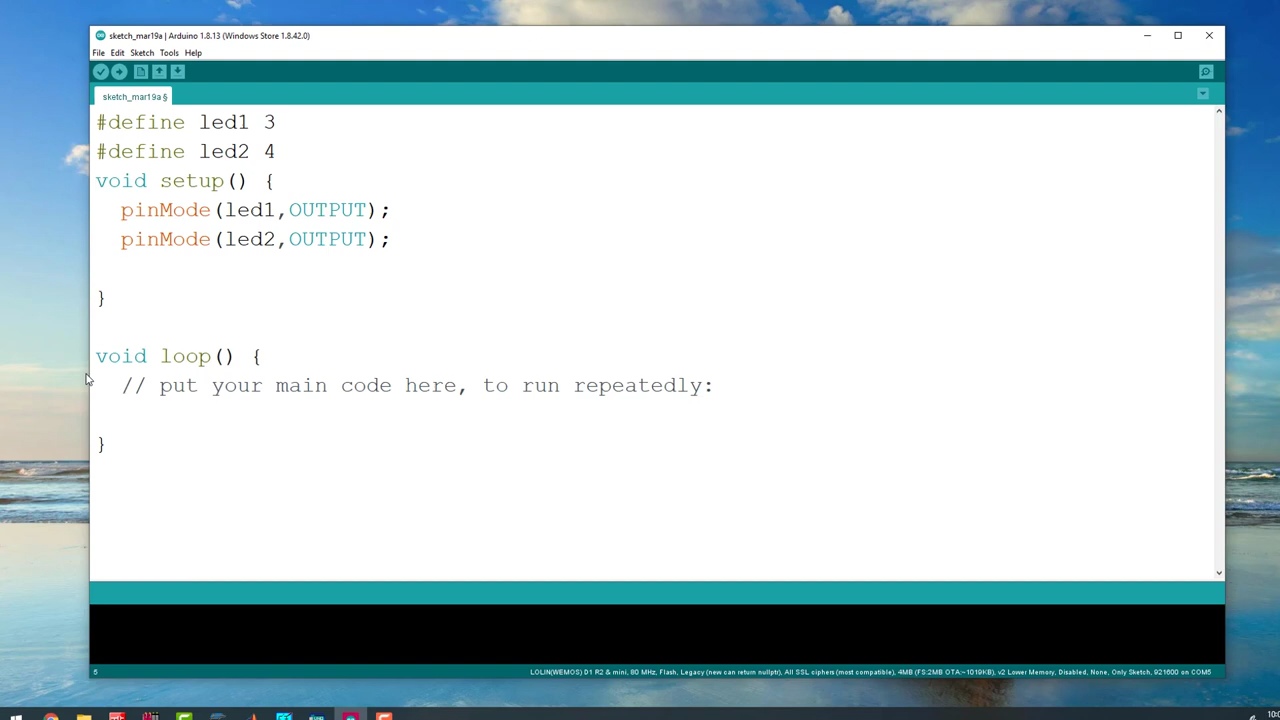 sketch_mar19a | Arduino 1.8.13 (Windows Store 1.8.42.0)
File Edit Sketch Tools Help
sketch_mar19a §
#define led1 3
#define led2 4
void setup() {
  pinMode(led1,OUTPUT);
  pinMode(led2,OUTPUT);
}
void loop() {
  // put your main code here, to run repeatedly:
}
LOLIN(WEMOS) D1 R2 & mini, 80 MHz, Flash, Legacy (new can return nullptr), All SSL ciphers (most compatible), 4MB (FS:2MB OTA:~1019KB), v2 Lower Memory, Disabled, None, Only Sketch, 921600 on COM5